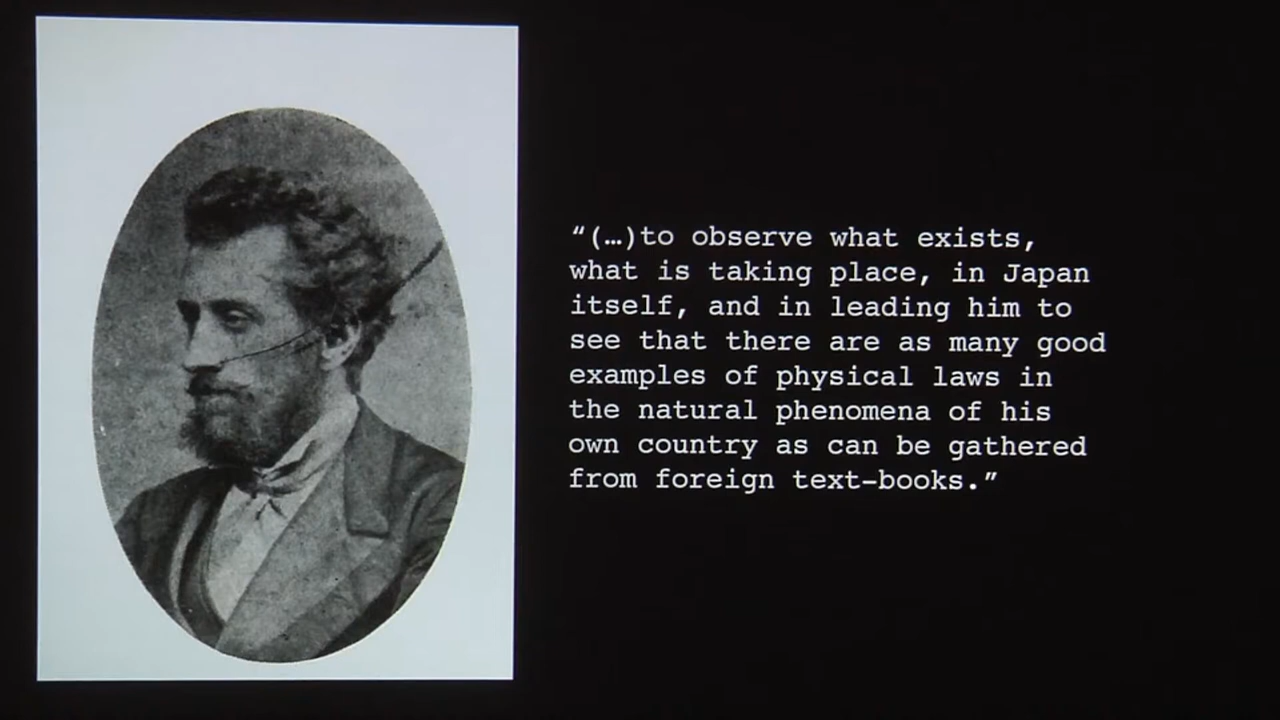 “(…)to observe what exists,
what is taking place, in Japan
itself, and in leading him to
see that there are as many good
examples of physical laws in
the natural phenomena of his
own country as can be gathered
from foreign text-books.”